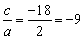 c/a = -18/2 = -9